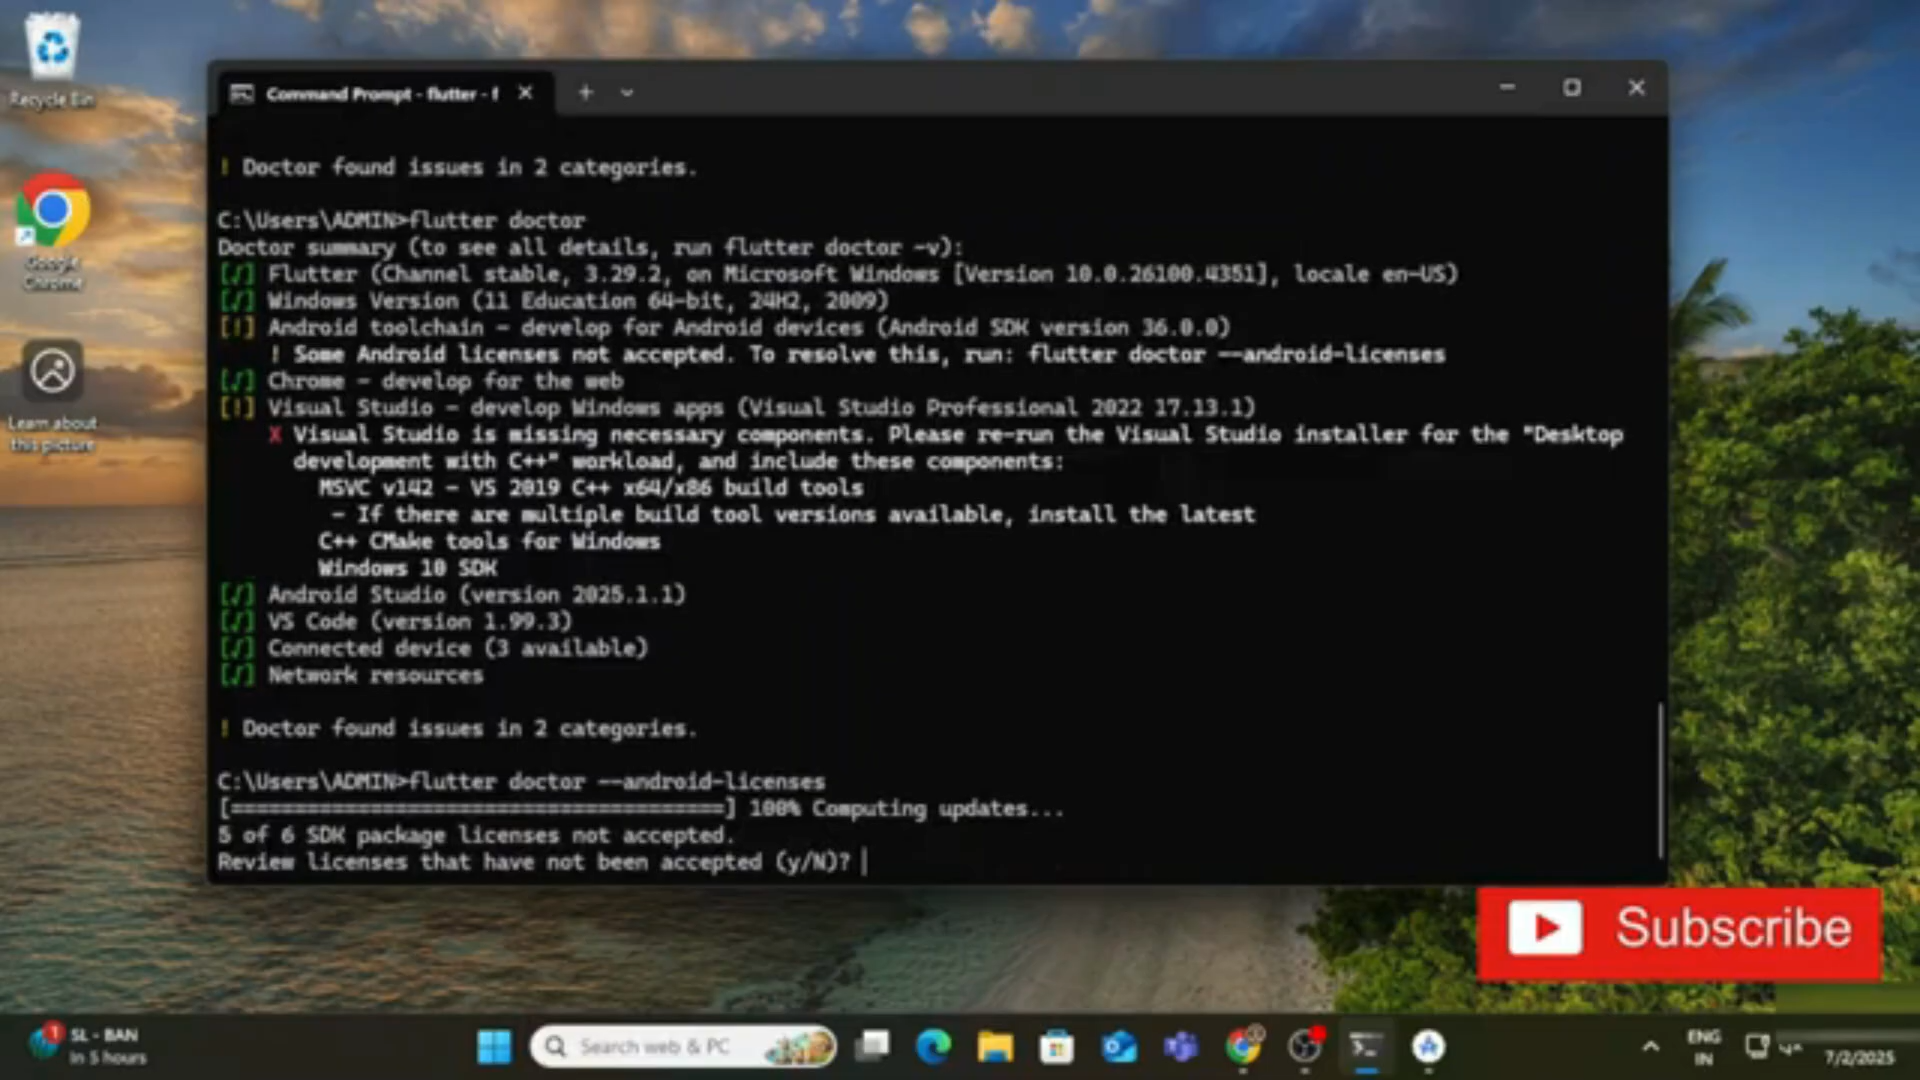 Recycle Bin
Google
Chrome
Learn about
this picture
Command Prompt - flutter - f
! Doctor found issues in 2 categories.
C:\Users\ADMIN>flutter doctor
Doctor summary (to see all details, run flutter doctor -v):
[√] Flutter (Channel stable, 3.29.2, on Microsoft Windows [Version 10.0.26100.4351], locale en-US)
[√] Windows Version (11 Education 64-bit, 24H2, 2009)
[!] Android toolchain - develop for Android devices (Android SDK version 36.0.0)
! Some Android licenses not accepted. To resolve this, run: flutter doctor --android-licenses
[√] Chrome - develop for the web
[!] Visual Studio - develop Windows apps (Visual Studio Professional 2022 17.13.1)
X Visual Studio is missing necessary components. Please re-run the Visual Studio installer for the "Desktop
development with C++" workload, and include these components:
MSVC v142 - VS 2019 C++ x64/x86 build tools
- If there are multiple build tool versions available, install the latest
C++ CMake tools for Windows
Windows 10 SDK
[√] Android Studio (version 2025.1.1)
[√] VS Code (version 1.99.3)
[√] Connected device (3 available)
[√] Network resources
! Doctor found issues in 2 categories.
C:\Users\ADMIN>flutter doctor --android-licenses
[=======================================] 100% Computing updates...
5 of 6 SDK package licenses not accepted.
Review licenses that have not been accepted (y/N)?
Subscribe
1
SL - BAN
In 5 hours
Search web & PC
ENG
IN
7/2/2025